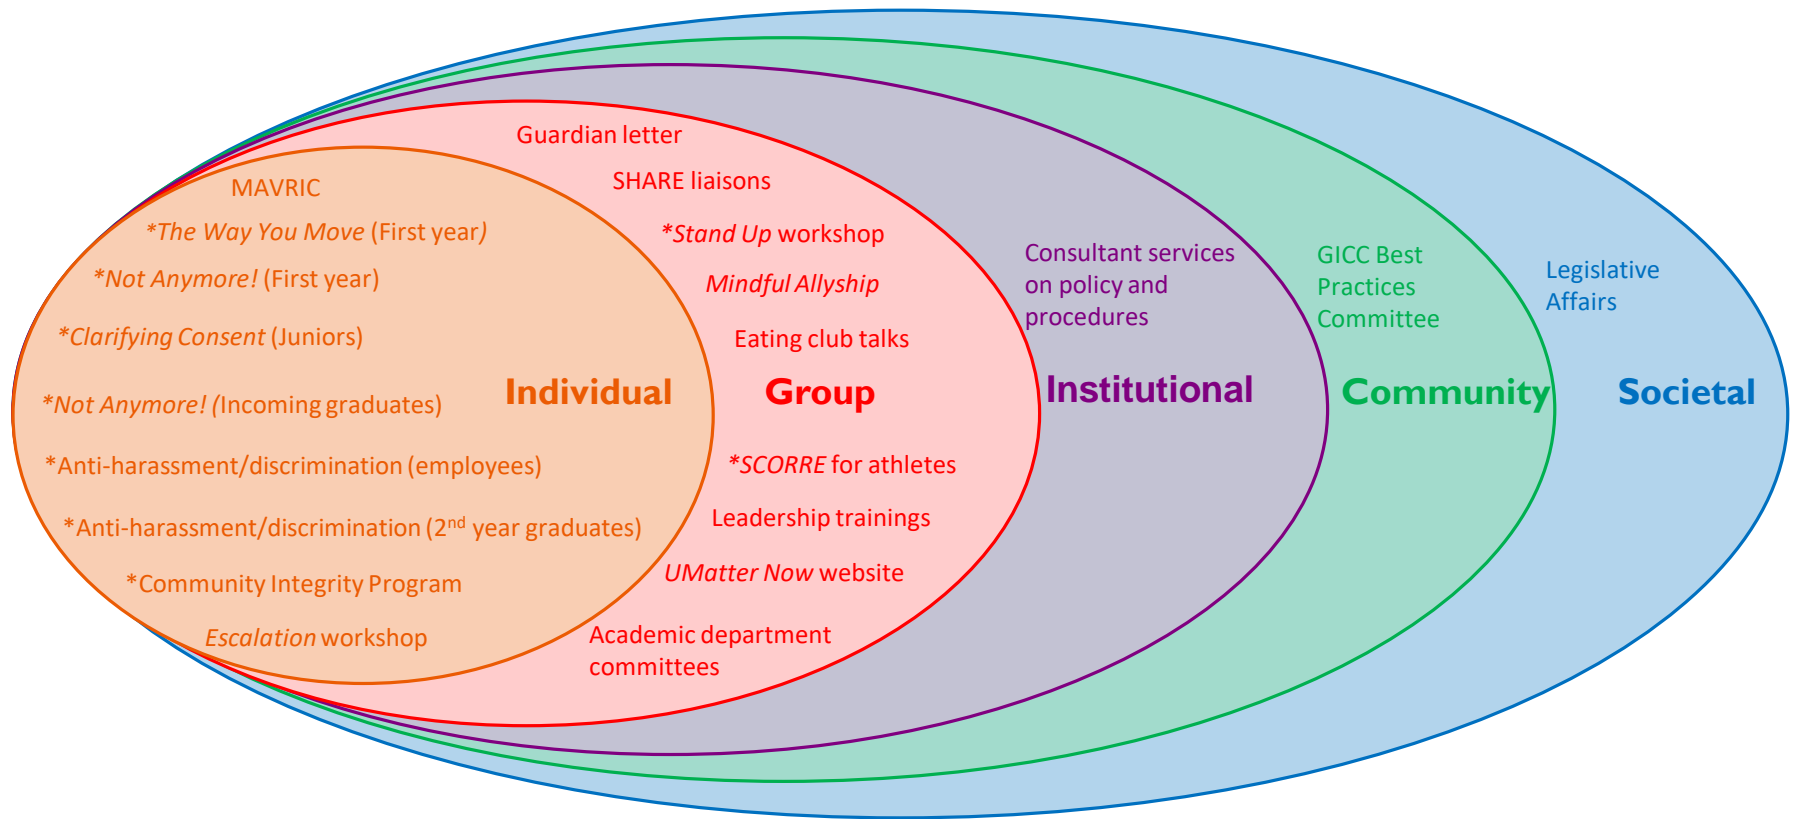 MAVRIC
*The Way You Move (First year)
*Not Anymore! (First year)
*Clarifying Consent (Juniors)
Individual
*Not Anymore! (Incoming graduates)
*Anti-harassment/discrimination (employees)
*Anti-harassment/discrimination (2nd year graduates)
*Community Integrity Program
Escalation workshop
Guardian letter
SHARE liaisons
*Stand Up workshop
Mindful Allyship
Eating club talks
Group
*SCORRE for athletes
Leadership trainings
UMatter Now website
Academic department
committees
Consultant services
on policy and
procedures
Institutional
GICC Best
Practices
Committee
Community
Legislative
Affairs
Societal